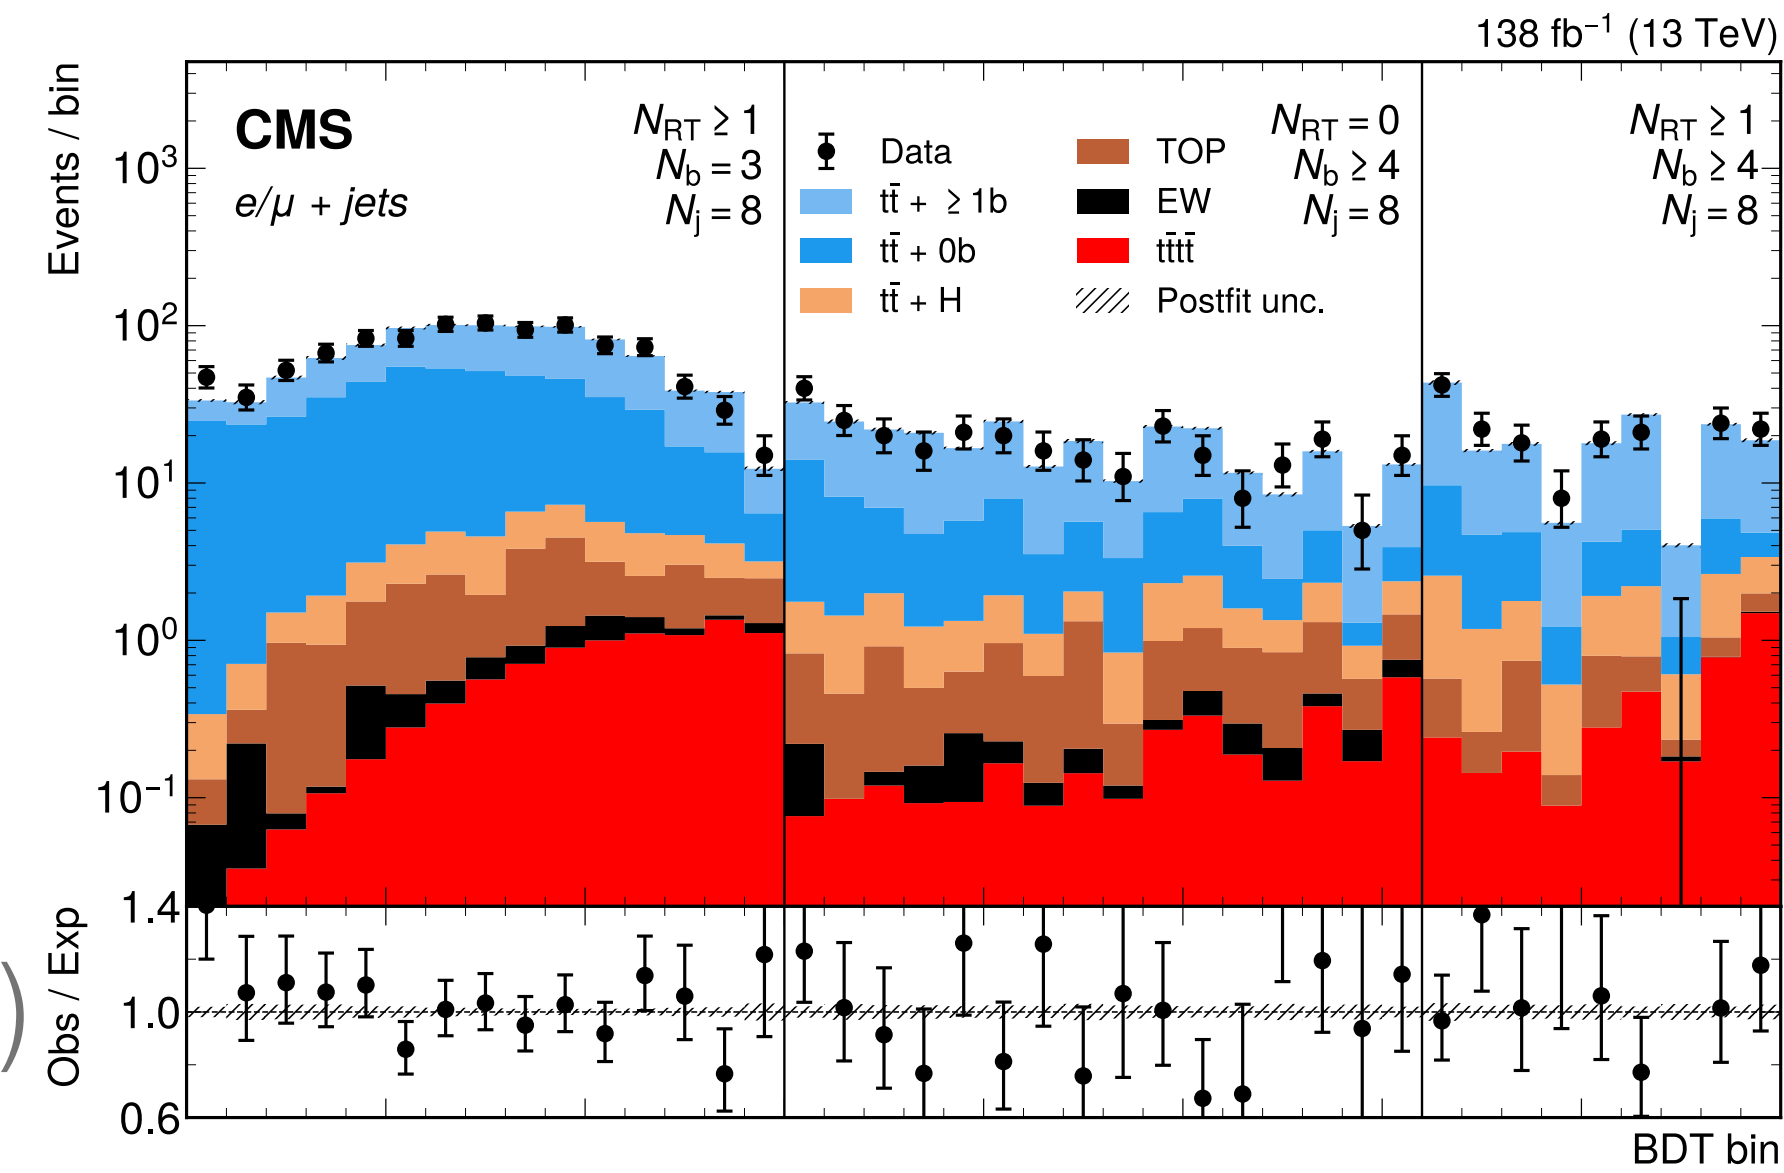 138 fb⁻¹ (13 TeV)
Events / bin
CMS
e/μ + jets
N_RT ≥ 1
N_b = 3
N_j = 8
N_RT = 0
N_b ≥ 4
N_j = 8
N_RT ≥ 1
N_b ≥ 4
N_j = 8
Data
tt̄ + ≥ 1b
tt̄ + 0b
tt̄ + H
TOP
EW
tt̄tt̄
Postfit unc.
10³
10²
10¹
10⁰
10⁻¹
Obs / Exp
1.4
1.0
0.6
)
BDT bin